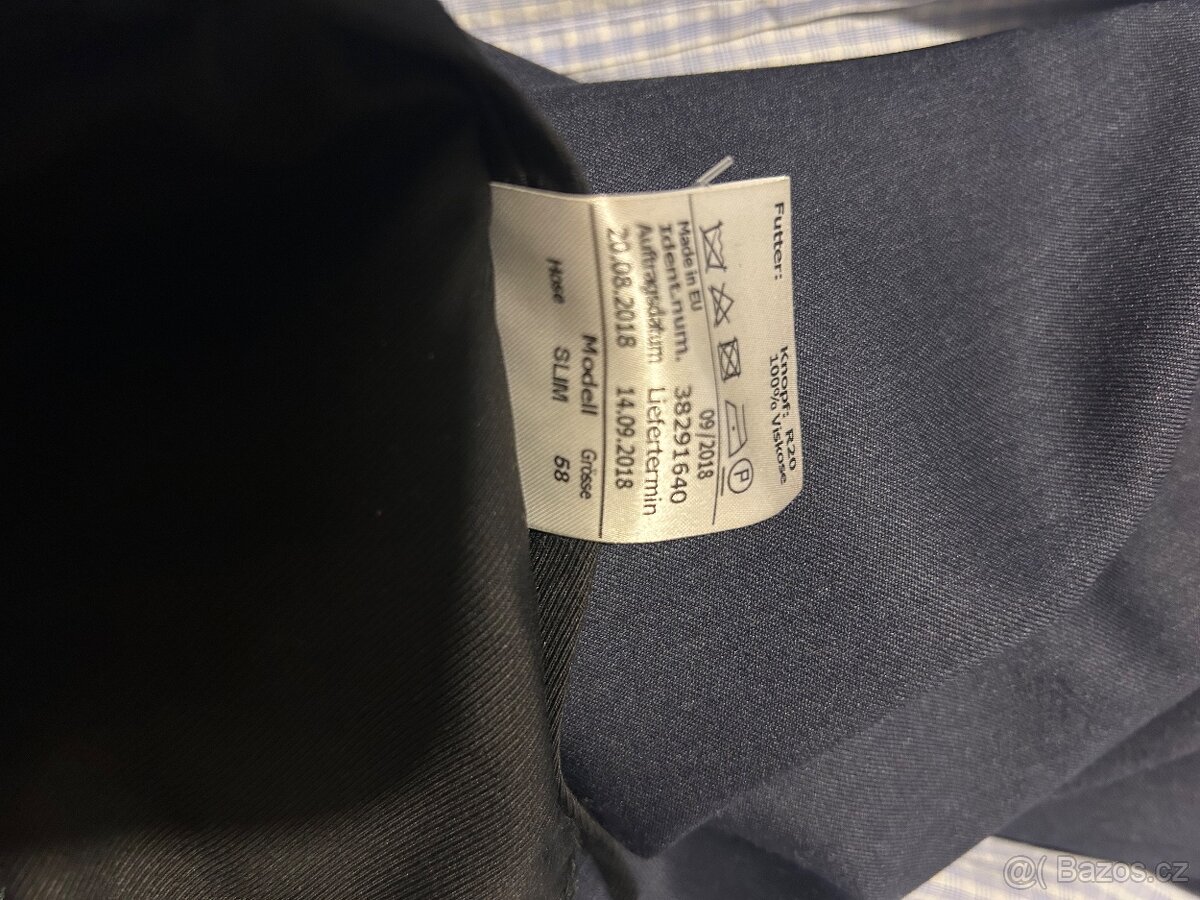 Knopf: R20
Futter: 100% Viskose
P
Made in EU 09/2018
Ident.num. 38291640
Auftragsdatum Liefertermin
20.08.2018 14.09.2018
Modell Grösse
Hose SLIM 58
@( Bazos.cz